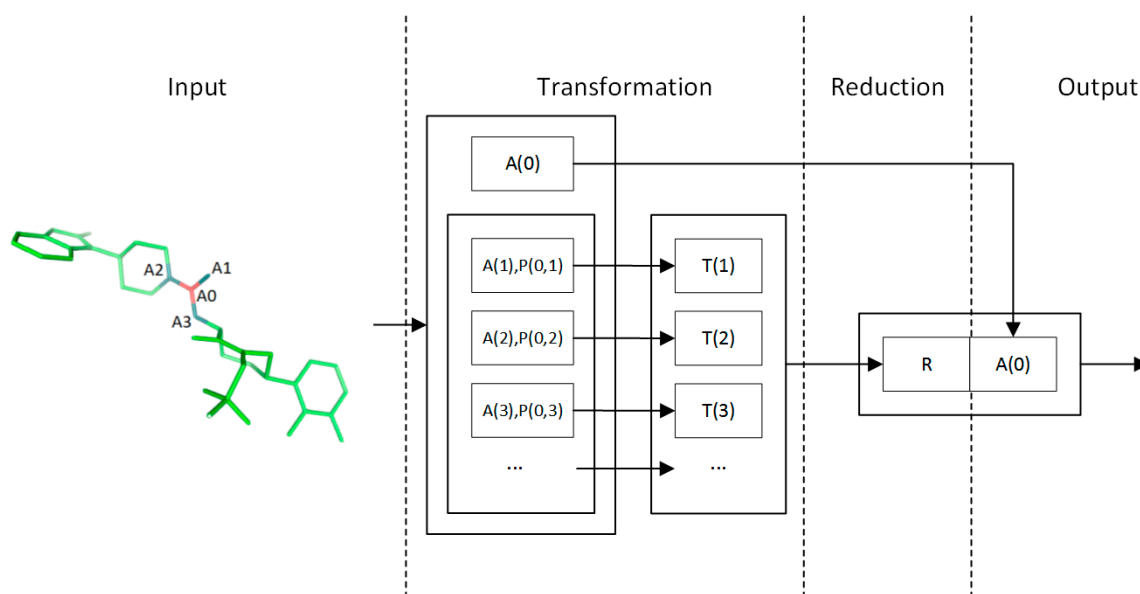 Input
Transformation
Reduction
Output
A(0)
A(1),P(0,1)
T(1)
A2
A1
A0
A3
A(2),P(0,2)
T(2)
R
A(0)
A(3),P(0,3)
T(3)
...
...